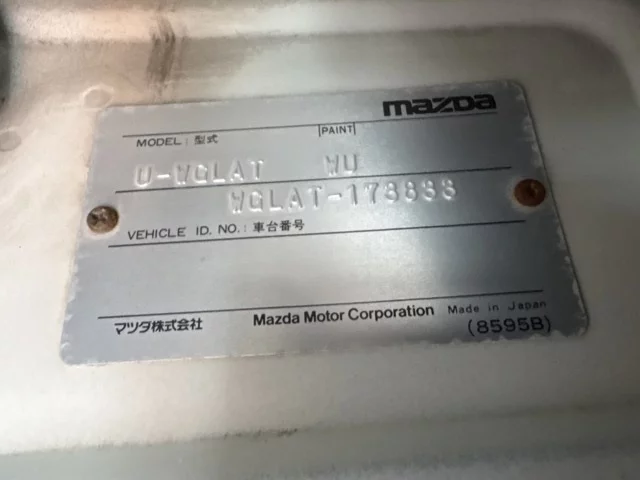 mazda
MODEL : 型式 PAINT
U-WGLAT WU
WGLAT-178838
VEHICLE ID. NO. : 車台番号
マツダ株式会社 Mazda Motor Corporation Made in Japan
(8595B)